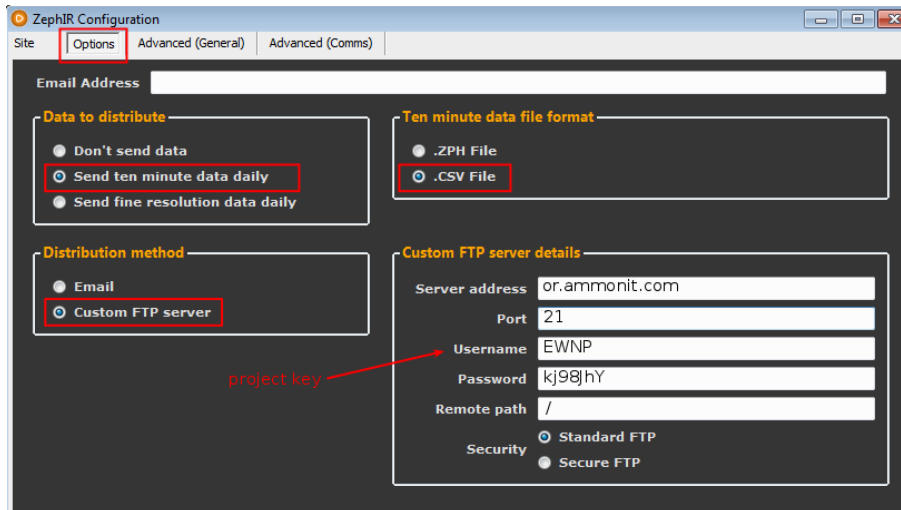 ZephIR Configuration
Site Options Advanced (General) Advanced (Comms)
Email Address
Data to distribute
Don't send data
Send ten minute data daily
Send fine resolution data daily
Ten minute data file format
.ZPH File
.CSV File
Distribution method
Email
Custom FTP server
project key
Custom FTP server details
Server address or.ammonit.com
Port 21
Username EWNP
Password kj98JhY
Remote path /
Security
Standard FTP
Secure FTP